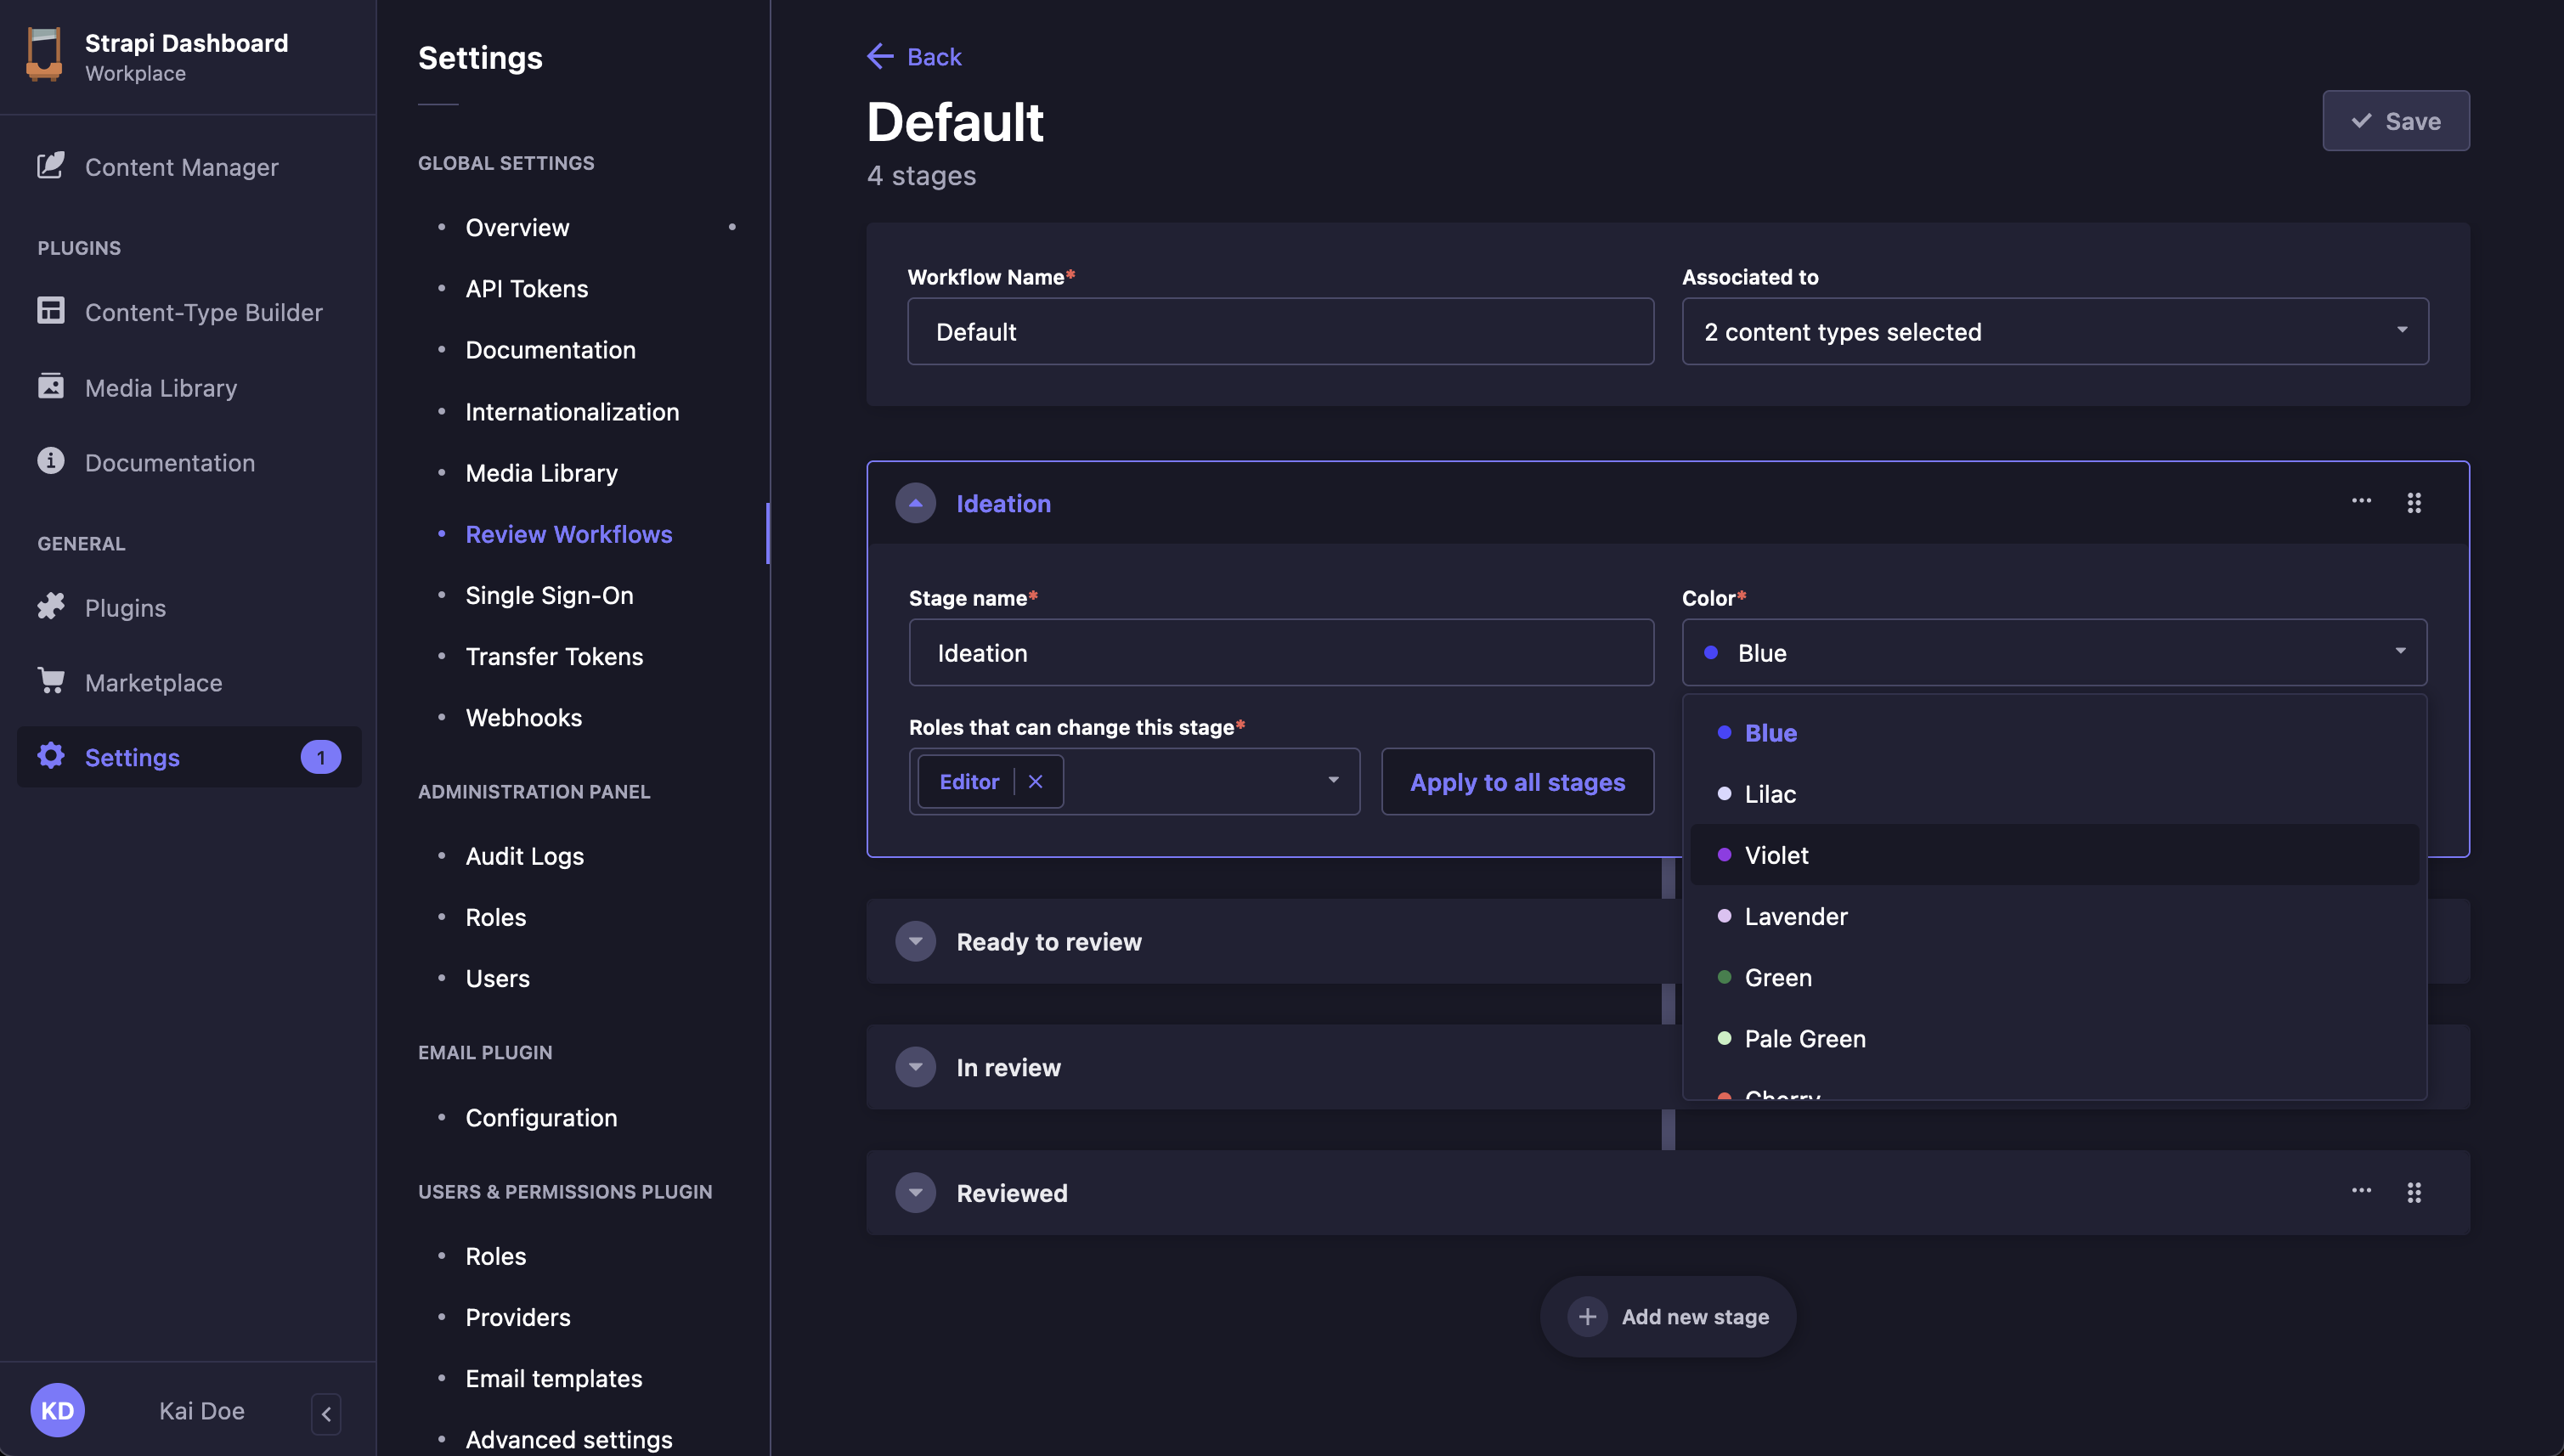 Strapi Dashboard
Workplace
Content Manager
PLUGINS
Content-Type Builder
Media Library
Documentation
GENERAL
Plugins
Marketplace
Settings
1
KD
Kai Doe
Settings
GLOBAL SETTINGS
Overview
API Tokens
Documentation
Internationalization
Media Library
Review Workflows
Single Sign-On
Transfer Tokens
Webhooks
ADMINISTRATION PANEL
Audit Logs
Roles
Users
EMAIL PLUGIN
Configuration
USERS & PERMISSIONS PLUGIN
Roles
Providers
Email templates
Advanced settings
Back
Default
4 stages
Save
Workflow Name*
Default
Associated to
2 content types selected
Ideation
Stage name*
Ideation
Color*
Blue
Roles that can change this stage*
Editor
Apply to all stages
Blue
Lilac
Violet
Lavender
Green
Pale Green
Cherry
Ready to review
In review
Reviewed
Add new stage